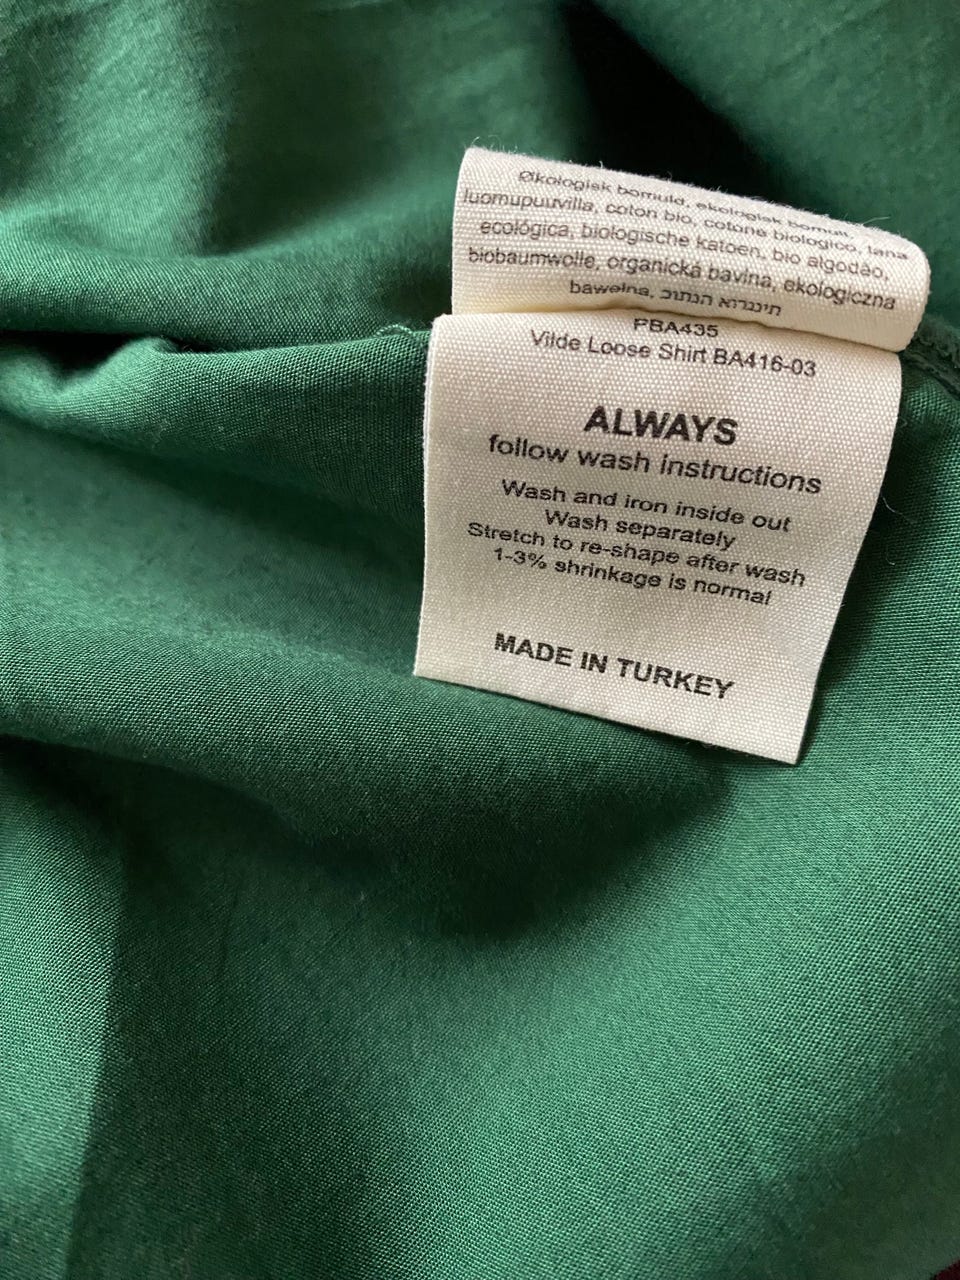 Økologisk bomuld, ekologisk bomull,
luomupuuvilla, coton bio, cotone biologico, lana
ecológica, biologische katoen, bio algodão,
biobaumwolle, organická bavlna, ekologiczna
bawełna, תינגרוא הנתוכ
PBA435
Vilde Loose Shirt BA416-03
ALWAYS
follow wash instructions
Wash and iron inside out
Wash separately
Stretch to re-shape after wash
1-3% shrinkage is normal
MADE IN TURKEY